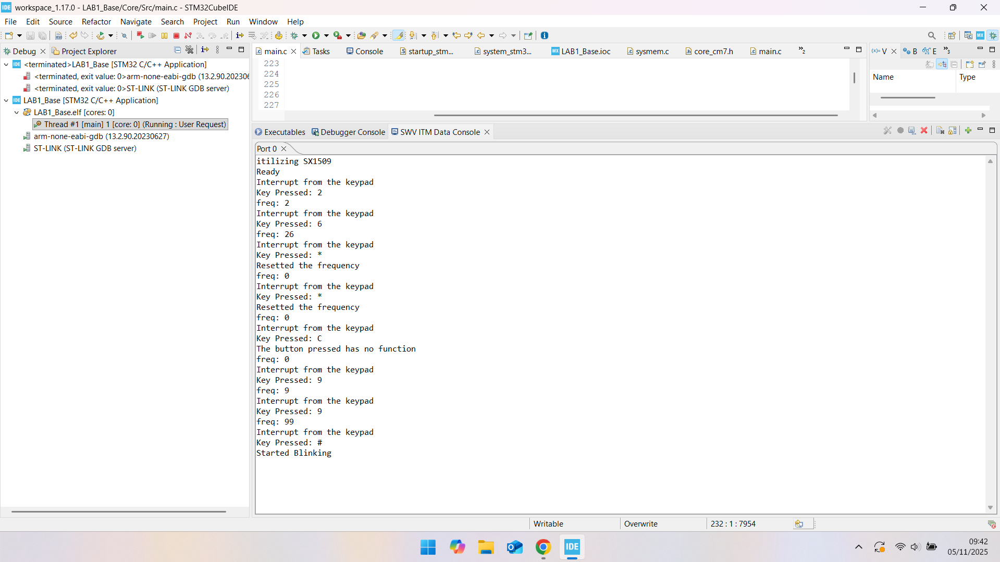 IDE workspace_1.17.0 - LAB1_Base/Core/Src/main.c - STM32CubeIDE
File Edit Source Refactor Navigate Search Project Run Window Help
010 MX
Debug Project Explorer
main.c Tasks Console startup_stm... system_stm3... MX LAB1_Base.ioc sysmem.c core_cm7.h main.c »2
(x)= V B E »3
<terminated>LAB1_Base [STM32 C/C++ Application]
<terminated, exit value: 0>arm-none-eabi-gdb (13.2.90.202306
<terminated, exit value: 0>ST-LINK (ST-LINK GDB server)
LAB1_Base [STM32 C/C++ Application]
LAB1_Base.elf [cores: 0]
Thread #1 [main] 1 [core: 0] (Running : User Request)
arm-none-eabi-gdb (13.2.90.20230627)
ST-LINK (ST-LINK GDB server)
223
224
225
226
227
Name Type
Executables Debugger Console SWV ITM Data Console
Port 0
itilizing SX1509
Ready
Interrupt from the keypad
Key Pressed: 2
freq: 2
Interrupt from the keypad
Key Pressed: 6
freq: 26
Interrupt from the keypad
Key Pressed: *
Resetted the frequency
freq: 0
Interrupt from the keypad
Key Pressed: *
Resetted the frequency
freq: 0
Interrupt from the keypad
Key Pressed: C
The button pressed has no function
freq: 0
Interrupt from the keypad
Key Pressed: 9
freq: 9
Interrupt from the keypad
Key Pressed: 9
freq: 99
Interrupt from the keypad
Key Pressed: #
Started Blinking
Writable Overwrite 232 : 1 : 7954
IDE
09:42
05/11/2025